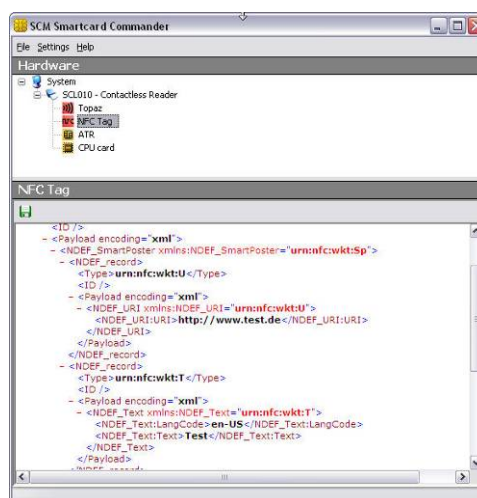 SCM Smartcard Commander
File Settings Help
Hardware
System
SCL010 - Contactless Reader
Topaz
NFC Tag
ATR
CPU card
NFC Tag
<ID />
- <Payload encoding="xml">
- <NDEF_SmartPoster xmlns:NDEF_SmartPoster="urn:nfc:wkt:Sp">
- <NDEF_record>
<Type>urn:nfc:wkt:U</Type>
<ID />
- <Payload encoding="xml">
- <NDEF_URI xmlns:NDEF_URI="urn:nfc:wkt:U">
<NDEF_URI:URI>http://www.test.de</NDEF_URI:URI>
</NDEF_URI>
</Payload>
</NDEF_record>
- <NDEF_record>
<Type>urn:nfc:wkt:T</Type>
<ID />
- <Payload encoding="xml">
- <NDEF_Text xmlns:NDEF_Text="urn:nfc:wkt:T">
<NDEF_Text:LangCode>en-US</NDEF_Text:LangCode>
<NDEF_Text:Text>Test</NDEF_Text:Text>
</NDEF_Text>
</Payload>
</NDEF_record>